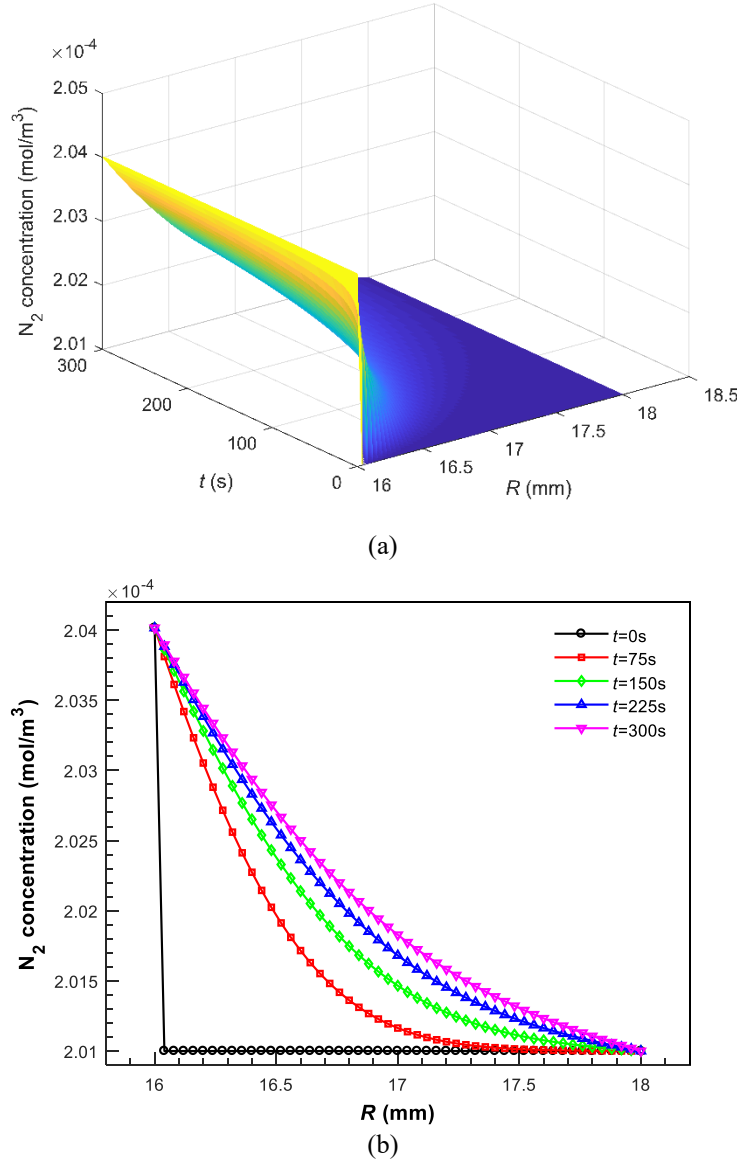 ×10⁻⁴
2.05
2.04
2.03
2.02
2.01
N₂ concentration (mol/m³)
300
200
100
0
t (s)
16
16.5
17
17.5
18
18.5
R (mm)
(a)
×10⁻⁴
2.04
2.035
2.03
2.025
2.02
2.015
2.01
N₂ concentration (mol/m³)
t=0s
t=75s
t=150s
t=225s
t=300s
16 16.5 17 17.5 18
R (mm)
(b)